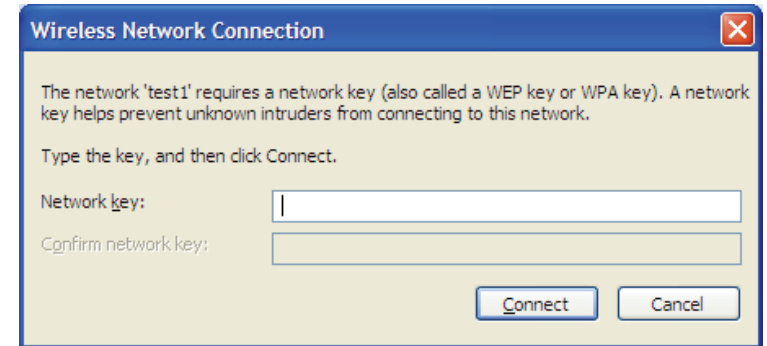 Wireless Network Connection
The network 'test1' requires a network key (also called a WEP key or WPA key). A network
key helps prevent unknown intruders from connecting to this network.
Type the key, and then click Connect.
Network key:
Confirm network key:
Connect Cancel